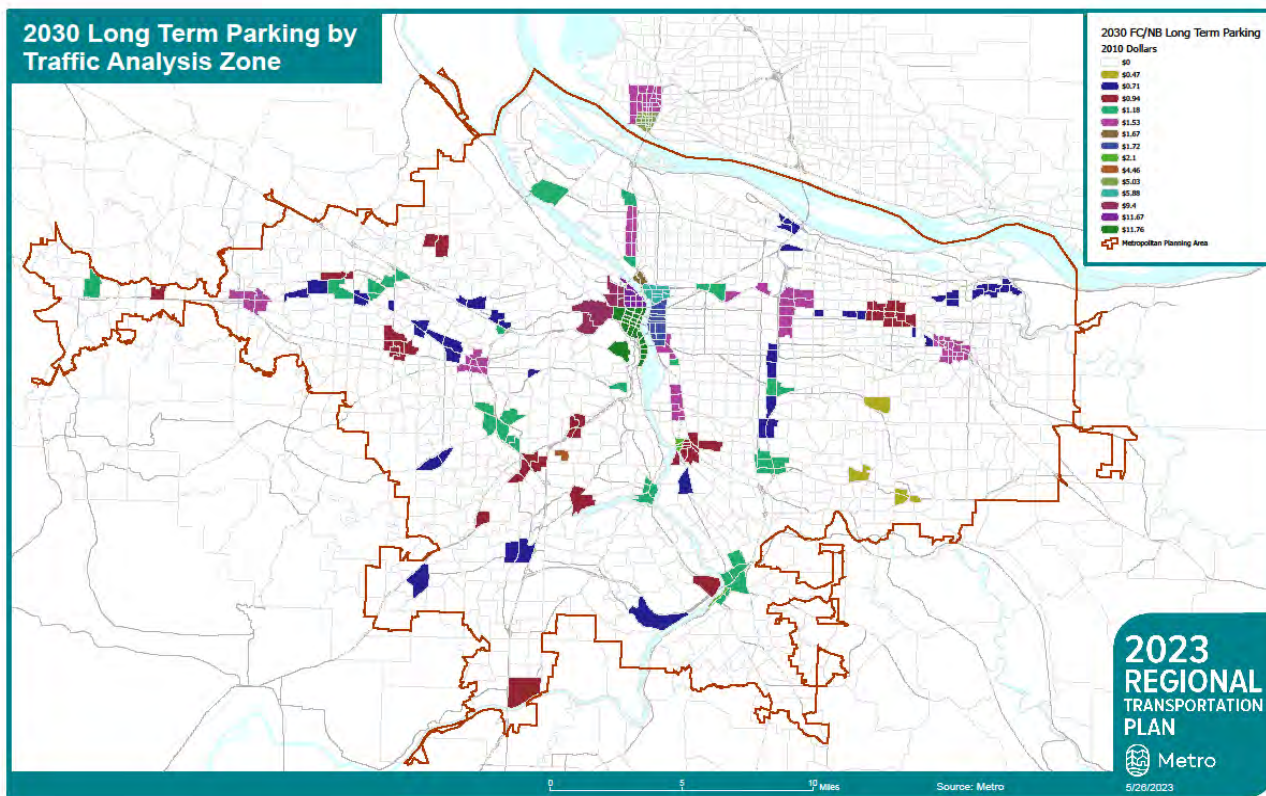 2030 Long Term Parking by
Traffic Analysis Zone
2030 FC/NB Long Term Parking
2010 Dollars
$0
$0.47
$0.71
$0.94
$1.18
$1.53
$1.67
$1.72
$2.1
$4.46
$5.03
$5.88
$9.4
$11.67
$11.76
Metropolitan Planning Area
2023
REGIONAL
TRANSPORTATION
PLAN
Metro
0 5 10
Miles
Source: Metro
5/26/2023